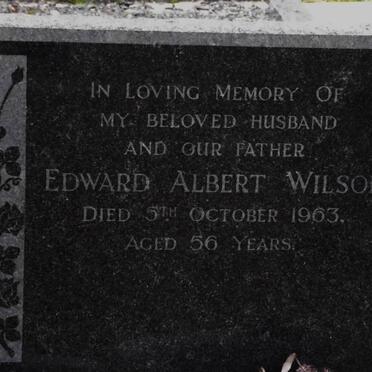 In Loving Memory Of
my beloved husband
and our father
Edward Albert Wilso
Died 5th October 1963.
Aged 56 Years.